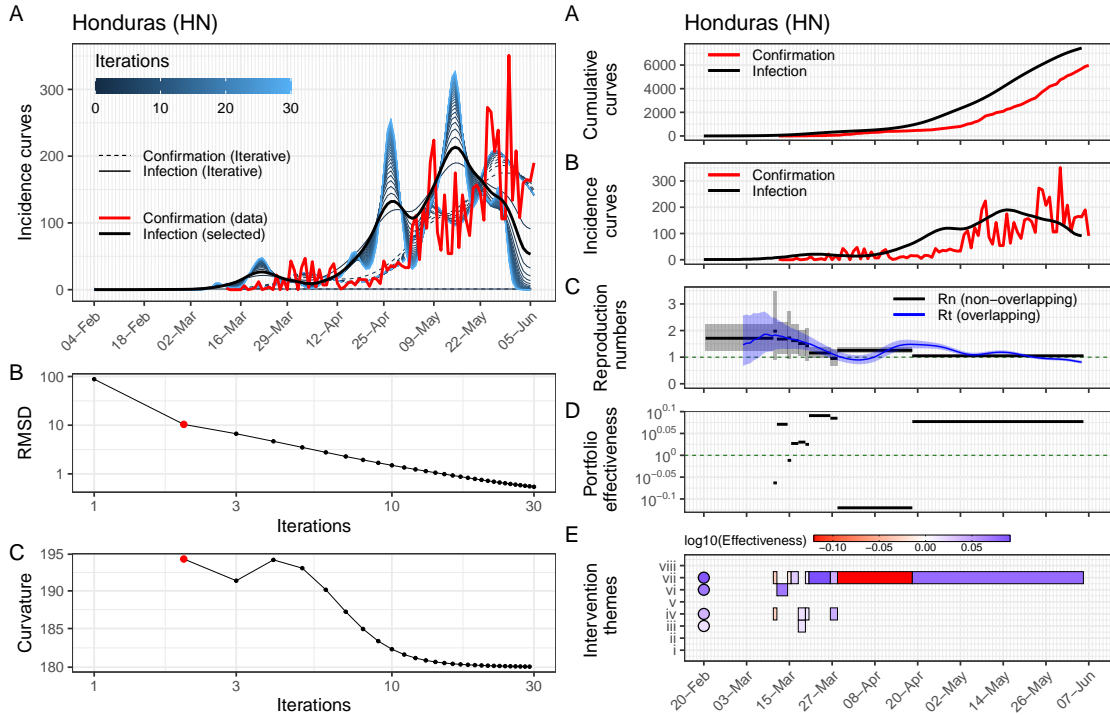 A
Honduras (HN)
Iterations
0 10 20 30
Confirmation (Iterative)
Infection (Iterative)
Confirmation (data)
Infection (selected)
Incidence curves
300
200
100
0
04−Feb 18−Feb 02−Mar 16−Mar 29−Mar 12−Apr 25−Apr 09−May 22−May 05−Jun
B
RMSD
100
10
1
1 3 10 30
Iterations
C
Curvature
195
190
185
180
1 3 10 30
Iterations
A
Honduras (HN)
Cumulative
curves
6000
4000
2000
0
Confirmation
Infection
B
Incidence
curves
300
200
100
0
Confirmation
Infection
C
Reproduction
numbers
3
2
1
0
Rn (non−overlapping)
Rt (overlapping)
D
Portfolio
effectiveness
10^0.1
10^0.05
10^0
10^−0.05
10^−0.1
E
log10(Effectiveness)
−0.10 −0.05 0.00 0.05
Intervention
themes
viii
vii
vi
v
iv
iii
ii
i
20−Feb 03−Mar 15−Mar 27−Mar 08−Apr 20−Apr 02−May 14−May 26−May 07−Jun